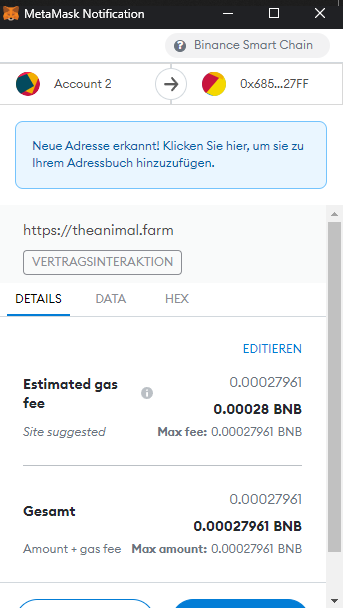 MetaMask Notification
Binance Smart Chain
Account 2
0x685...27FF
Neue Adresse erkannt! Klicken Sie hier, um sie zu
Ihrem Adressbuch hinzuzufügen.
https://theanimal.farm
VERTRAGSINTERAKTION
DETAILS DATA HEX
EDITIEREN
Estimated gas
fee
0.00027961
0.00028 BNB
Site suggested Max fee: 0.00027961 BNB
0.00027961
Gesamt
0.00027961 BNB
Amount + gas fee Max amount: 0.00027961 BNB